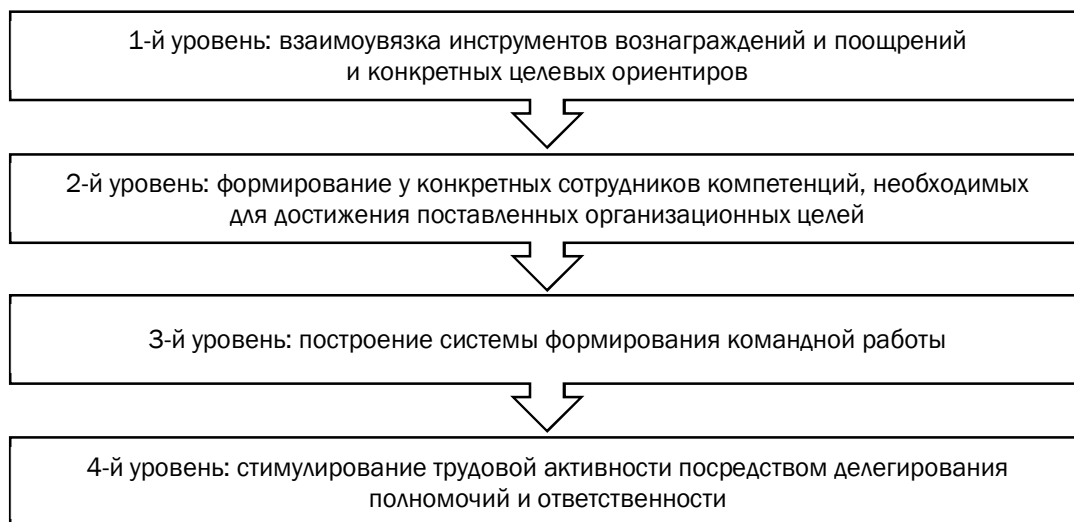 1-й уровень: взаимоувязка инструментов вознаграждений и поощрений
и конкретных целевых ориентиров
2-й уровень: формирование у конкретных сотрудников компетенций, необходимых
для достижения поставленных организационных целей
3-й уровень: построение системы формирования командной работы
4-й уровень: стимулирование трудовой активности посредством делегирования
полномочий и ответственности